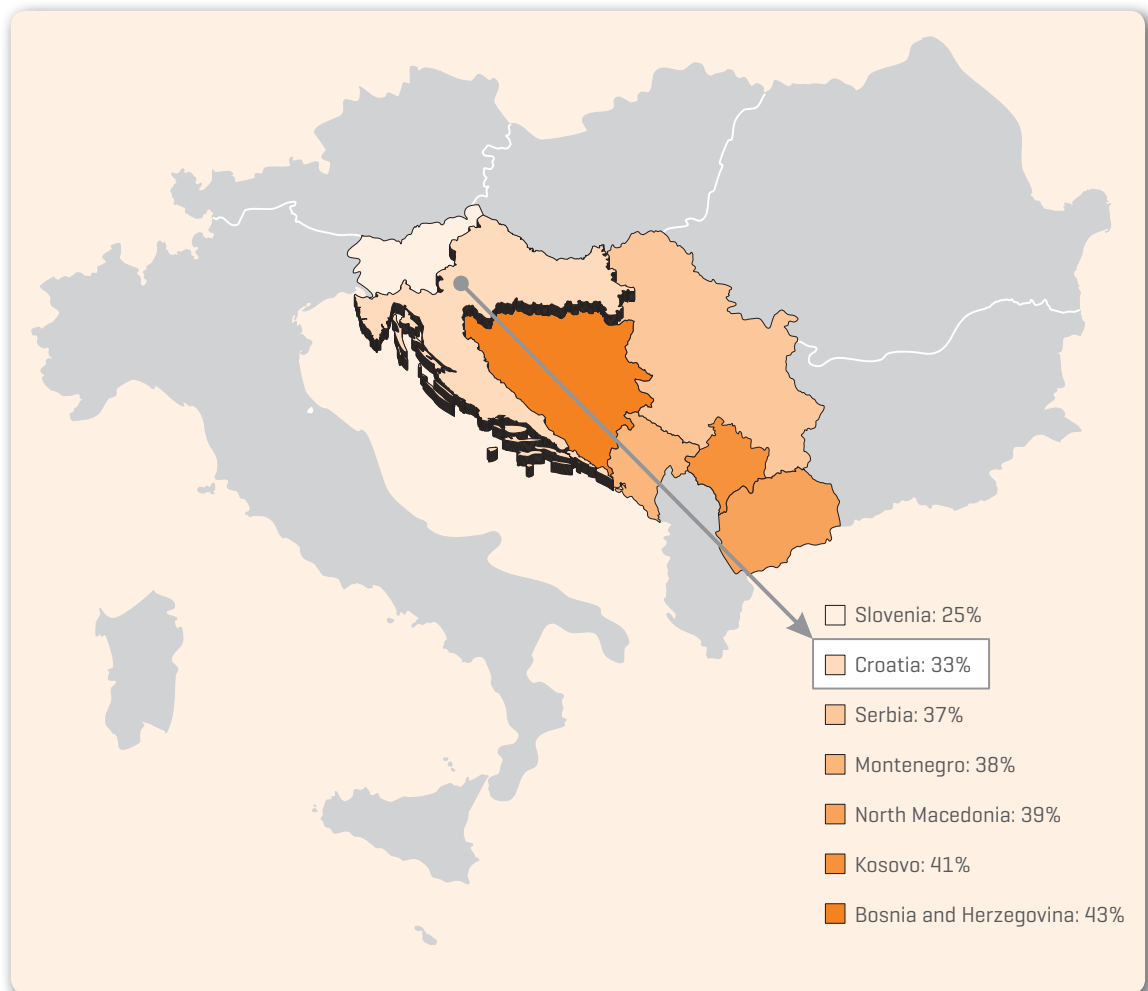 Slovenia: 25%
Croatia: 33%
Serbia: 37%
Montenegro: 38%
North Macedonia: 39%
Kosovo: 41%
Bosnia and Herzegovina: 43%